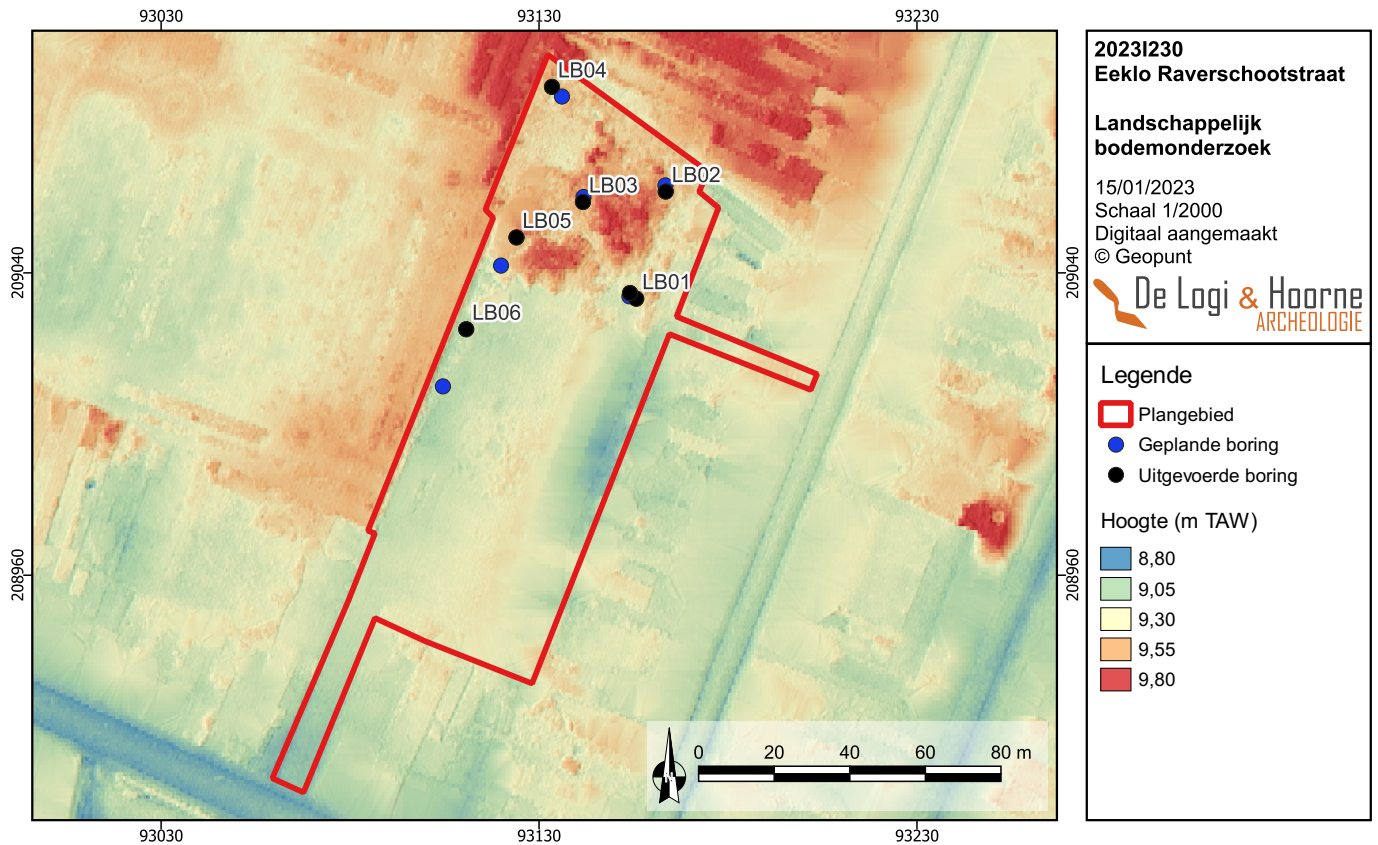 93030 93130 93230
2023I230
Eeklo Raverschootstraat
Landschappelijk
bodemonderzoek
15/01/2023
Schaal 1/2000
Digitaal aangemaakt
© Geopunt
De Logi & Hoorne
ARCHEOLOGIE
LB04
LB02
LB03
LB05
LB01
LB06
209040
209040
208960
208960
Legende
Plangebied
Geplande boring
Uitgevoerde boring
Hoogte (m TAW)
8,80
9,05
9,30
9,55
9,80
0 20 40 60 80 m
N
93030 93130 93230